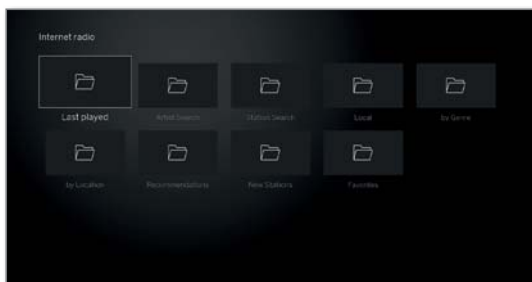 Internet radio
Last played
Artist Search
Station Search
Local
by Genre
by Location
Recommendations
New Stations
Favorites